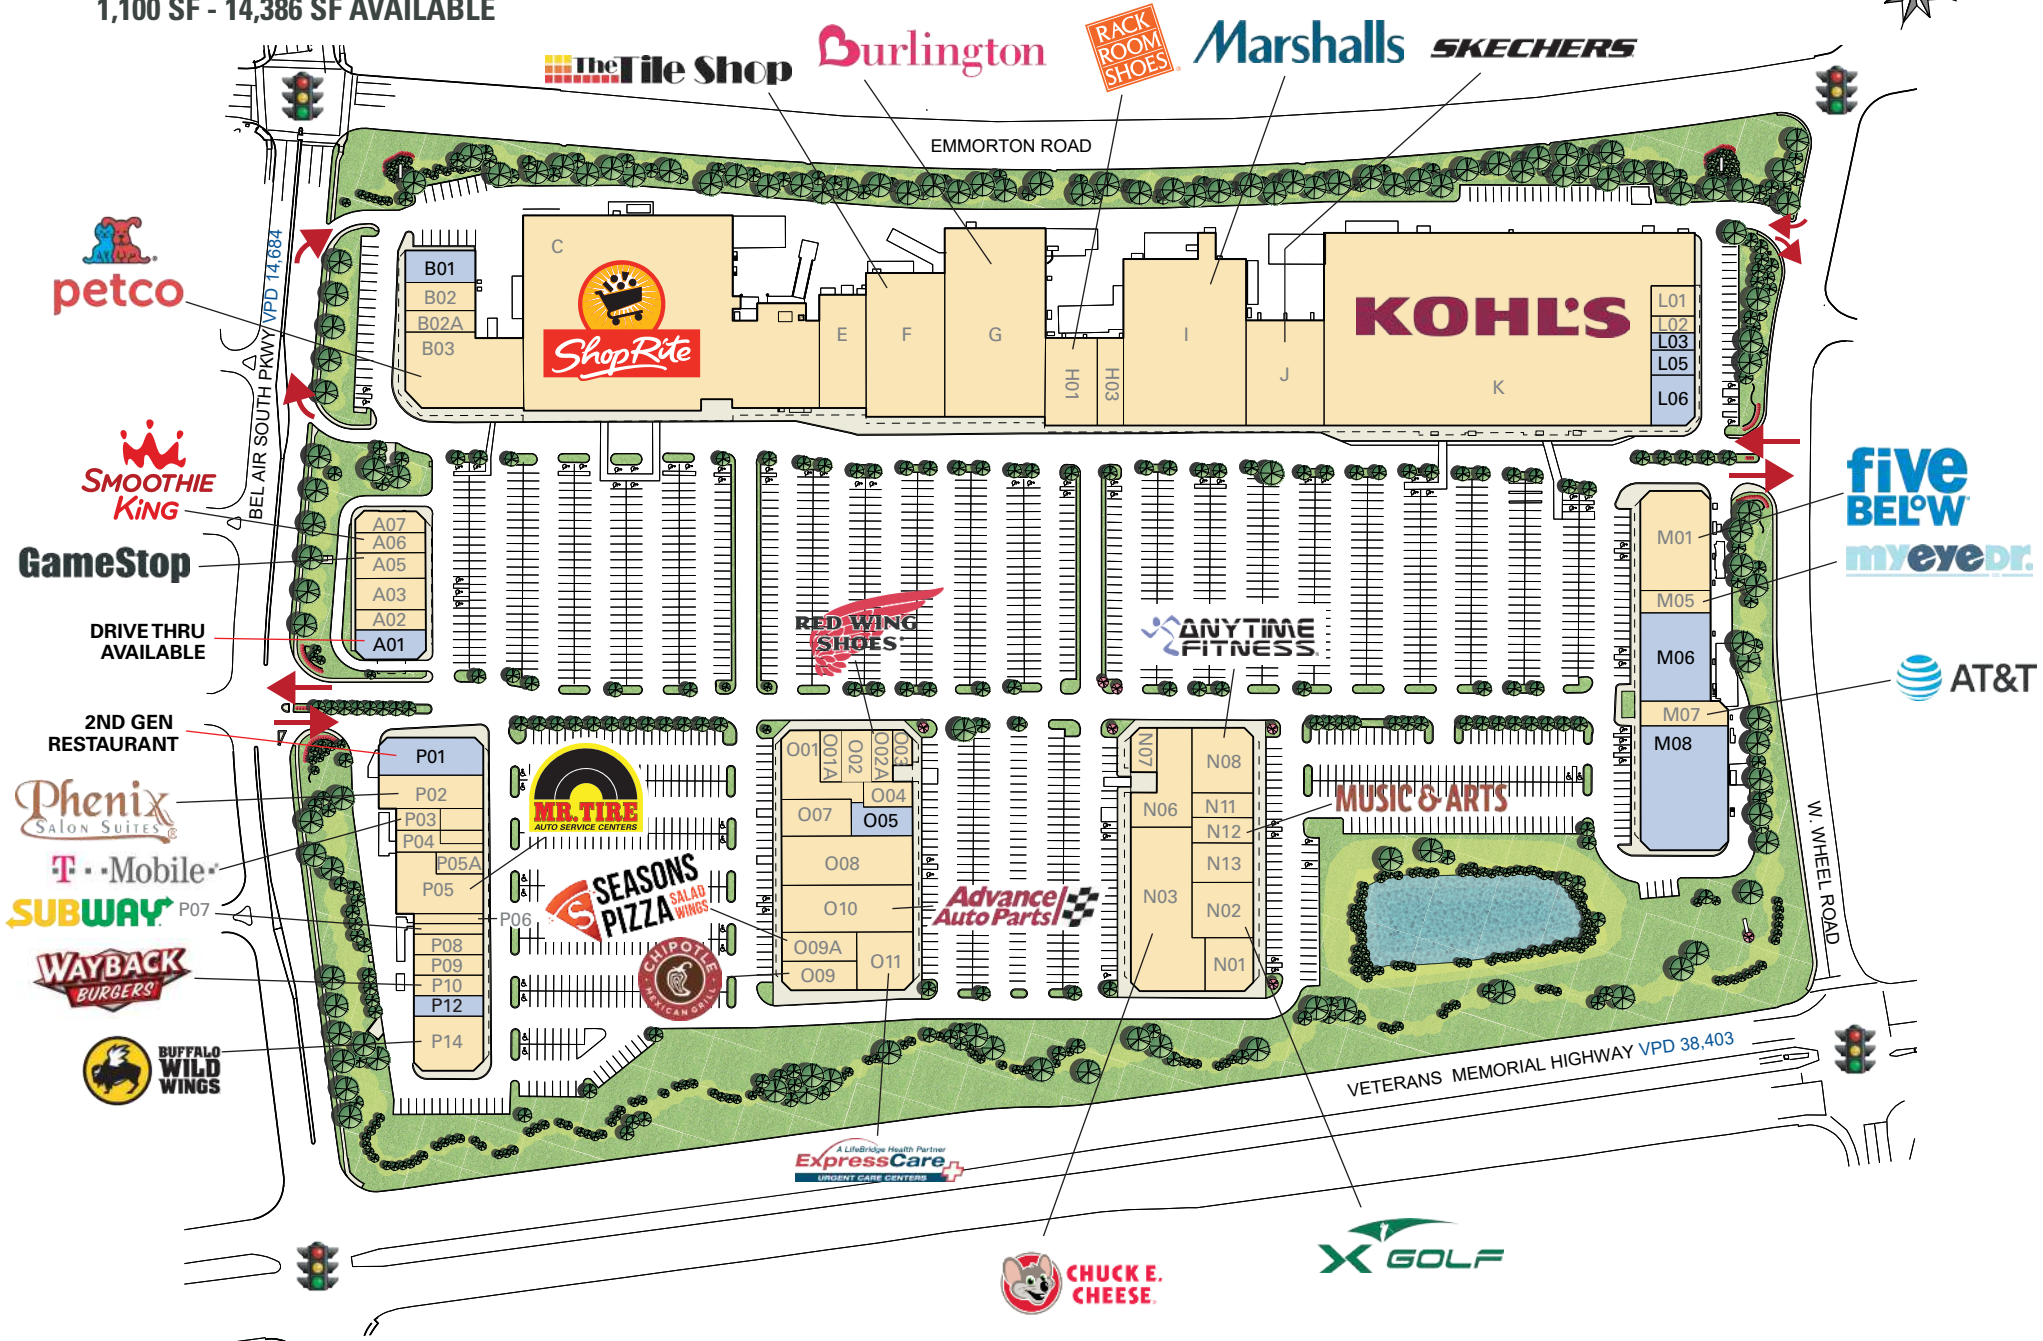 1,100 SF - 14,386 SF AVAILABLE
The Tile Shop
Burlington
RACK
ROOM
SHOES
Marshalls
SKECHERS
EMMORTON ROAD
petco
BEL AIR SOUTH PKWY VPD 14,684
B01
B02
B02A
B03
C
ShopRite
E
F
G
H01
H03
I
J
KOHL'S
K
L01
L02
L03
L05
L06
SMOOTHIE
KING
GameStop
DRIVE THRU
AVAILABLE
A07
A06
A05
A03
A02
A01
RED WING
SHOES
ANYTIME
FITNESS
five
BELOW
myeyedr.
AT&T
M01
M05
M06
M07
M08
W. WHEEL ROAD
2ND GEN
RESTAURANT
Phenix
SALON SUITES
T-Mobile
SUBWAY
P07
WAYBACK
BURGERS
BUFFALO
WILD
WINGS
P01
P02
P03
P04
P05A
P05
P06
P08
P09
P10
P12
P14
MR. TIRE
AUTO SERVICE CENTERS
SEASONS
PIZZA
SALAD
WINGS
CHIPOTLE
MEXICAN GRILL
O01
O01A
O02
O02A
O03
O04
O05
O07
O08
O10
O09A
O09
O11
Advance
Auto Parts
N07
N08
N06
N11
N12
N13
N03
N02
N01
MUSIC & ARTS
VETERANS MEMORIAL HIGHWAY VPD 38,403
A LifeBridge Health Partner
ExpressCare
URGENT CARE CENTERS
CHUCK E.
CHEESE
X GOLF